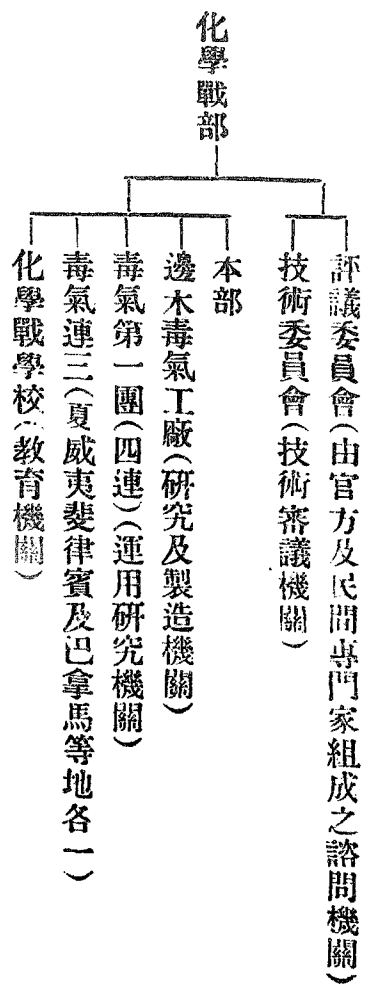 化學戰部
評議委員會(由官方及民間專門家組成之諮問機關)
技術委員會(技術審議機關)
本部
邊木毒氣工廠(研究及製造機關)
毒氣第一團(四連)(運用研究機關)
毒氣連三(夏威夷斐律賓及巴拿馬等地各一)
化學戰學校(教育機關)